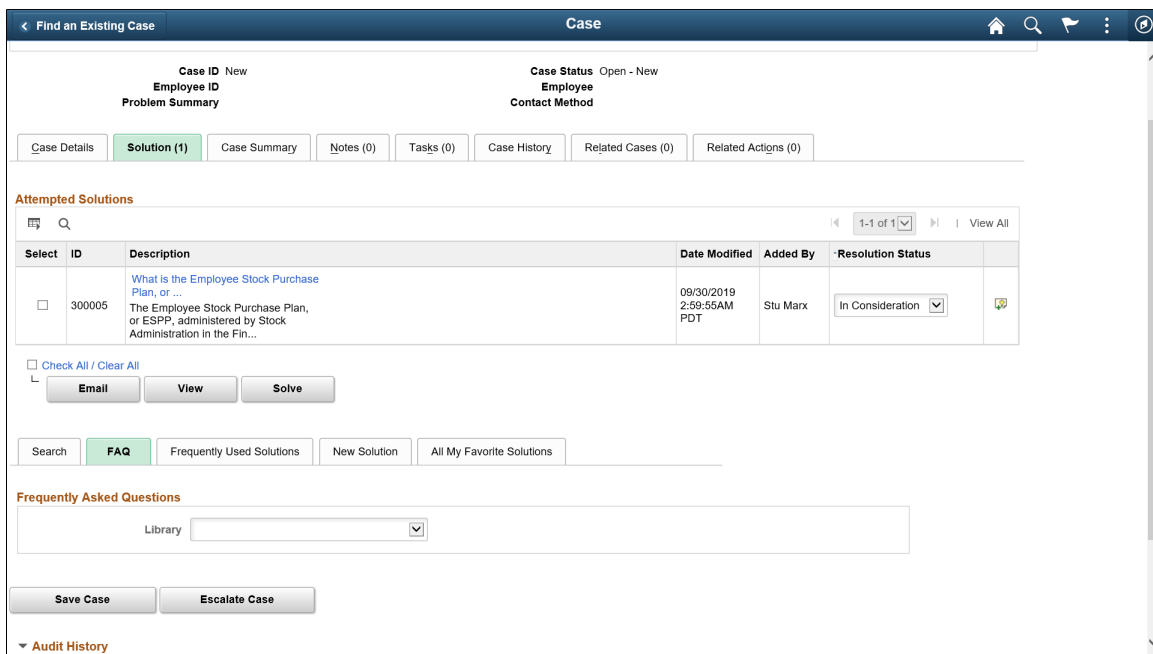 Find an Existing Case
Case
Case ID New
Case Status Open - New
Employee ID
Employee
Problem Summary
Contact Method
Case Details
Solution (1)
Case Summary
Notes (0)
Tasks (0)
Case History
Related Cases (0)
Related Actions (0)
Attempted Solutions
1-1 of 1
| View All
Select ID Description Date Modified Added By *Resolution Status
What is the Employee Stock Purchase
Plan, or ...
300005
The Employee Stock Purchase Plan,
or ESPP, administered by Stock
Administration in the Fin...
09/30/2019
2:59:55AM
PDT
Stu Marx
In Consideration
Check All / Clear All
Email
View
Solve
Search
FAQ
Frequently Used Solutions
New Solution
All My Favorite Solutions
Frequently Asked Questions
Library
Save Case
Escalate Case
Audit History